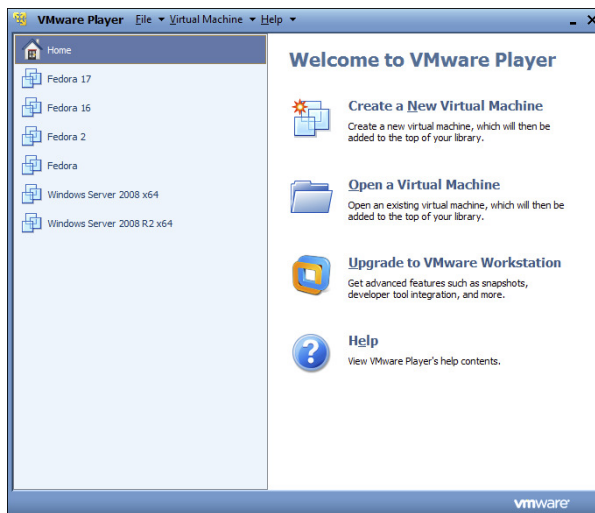 VMware Player File Virtual Machine Help
Home
Fedora 17
Fedora 16
Fedora 2
Fedora
Windows Server 2008 x64
Windows Server 2008 R2 x64
Welcome to VMware Player
Create a New Virtual Machine
Create a new virtual machine, which will then be
added to the top of your library.
Open a Virtual Machine
Open an existing virtual machine, which will then be
added to the top of your library.
Upgrade to VMware Workstation
Get advanced features such as snapshots,
developer tool integration, and more.
Help
View VMware Player's help contents.
vmware